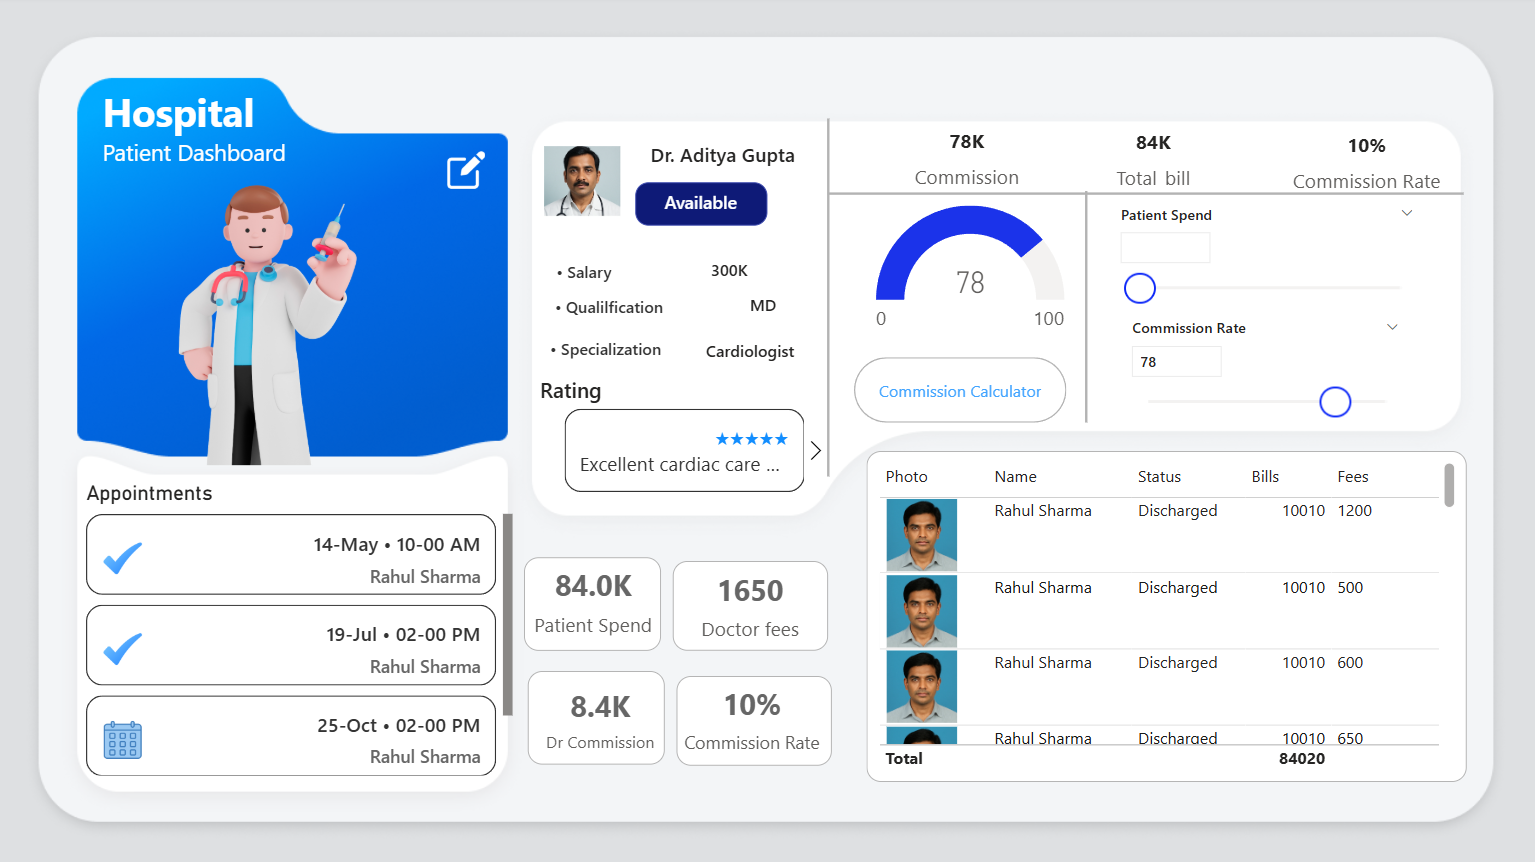 Hospital
Patient Dashboard
Appointments
14-May • 10-00 AM
Rahul Sharma
19-Jul • 02-00 PM
Rahul Sharma
25-Oct • 02-00 PM
Rahul Sharma
Dr. Aditya Gupta
Available
• Salary 300K
• Qualilfication MD
• Specialization Cardiologist
Rating
★★★★★
Excellent cardiac care ...
84.0K
Patient Spend
1650
Doctor fees
8.4K
Dr Commission
10%
Commission Rate
78K
Commission
84K
Total bill
10%
Commission Rate
78
0 100
Commission Calculator
Patient Spend
Commission Rate
78
Photo Name Status Bills Fees
Rahul Sharma Discharged 10010 1200
Rahul Sharma Discharged 10010 500
Rahul Sharma Discharged 10010 600
Rahul Sharma Discharged 10010 650
Total 84020